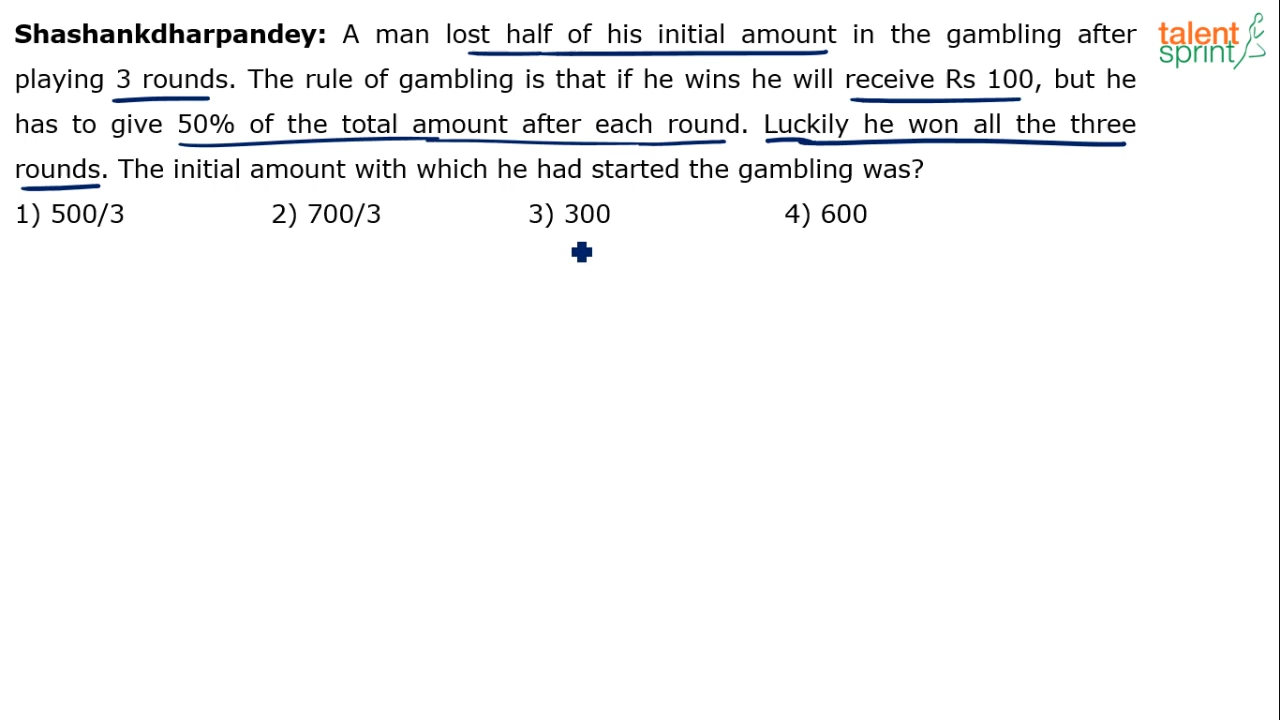 Shashankdharpandey: A man lost half of his initial amount in the gambling after
playing 3 rounds. The rule of gambling is that if he wins he will receive Rs 100, but he
has to give 50% of the total amount after each round. Luckily he won all the three
rounds. The initial amount with which he had started the gambling was?
1) 500/3 2) 700/3 3) 300 4) 600
talent
sprint